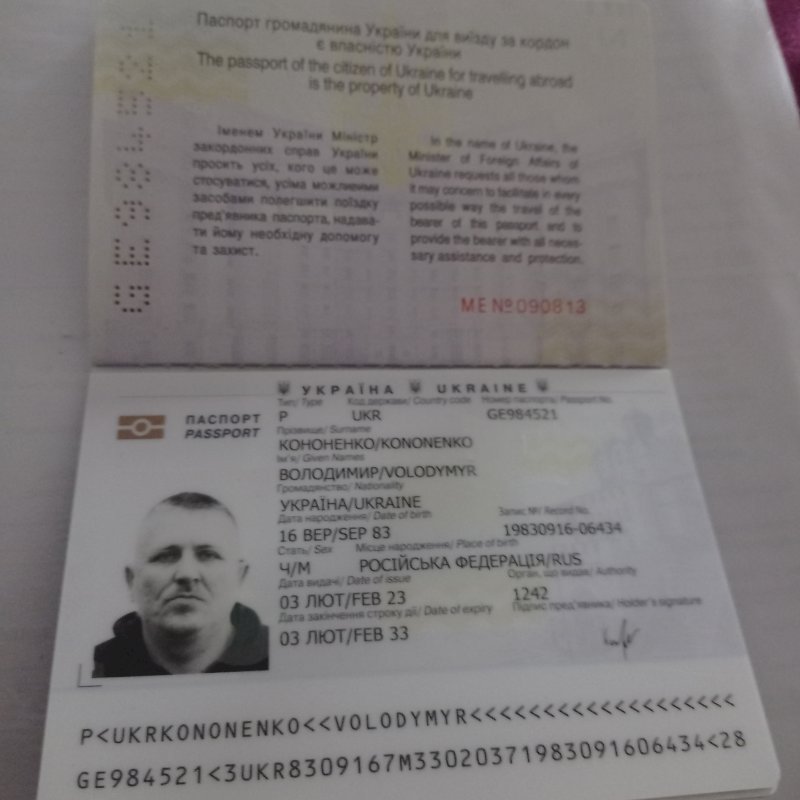 Паспорт громадянина України для виїзду за кордон
є власністю України
The passport of the citizen of Ukraine for travelling abroad
is the property of Ukraine
Іменем України Міністр
закордонних справ України
просить усіх, кого це може
стосуватися, усіма можливими
засобами полегшити поїздку
пред'явника паспорта, надава-
ти йому необхідну допомогу
та захист.
In the name of Ukraine, the
Minister of Foreign Affairs of
Ukraine requests all those whom
it may concern to facilitate in every
possible way the travel of the
bearer of this passport and to
provide the bearer with all neces-
sary assistance and protection.
МЕ №090813
УКРАЇНА UKRAINE
ПАСПОРТ
PASSPORT
Тип/ Type Код держави/ Country code Номер паспорта/ Passport No.
P UKR GE984521
Прізвище/ Surname
КОНОНЕНКО/KONONENKO
Ім'я/ Given Names
ВОЛОДИМИР/VOLODYMYR
Громадянство/ Nationality
УКРАЇНА/UKRAINE
Дата народження/ Date of birth Запис №/ Record No.
16 ВЕР/SEP 83 19830916-06434
Стать/ Sex Місце народження/ Place of birth
Ч/M РОСІЙСЬКА ФЕДЕРАЦІЯ/RUS
Дата видачі/ Date of issue Орган, що видав/ Authority
03 ЛЮТ/FEB 23 1242
Дата закінчення строку дії/ Date of expiry Підпис пред'явника/ Holder's signature
03 ЛЮТ/FEB 33
P<UKRKONONENKO<<VOLODYMYR<<<<<<<<<<<<<<<<<<<
GE984521<3UKR8309167M33020371983091606434<28